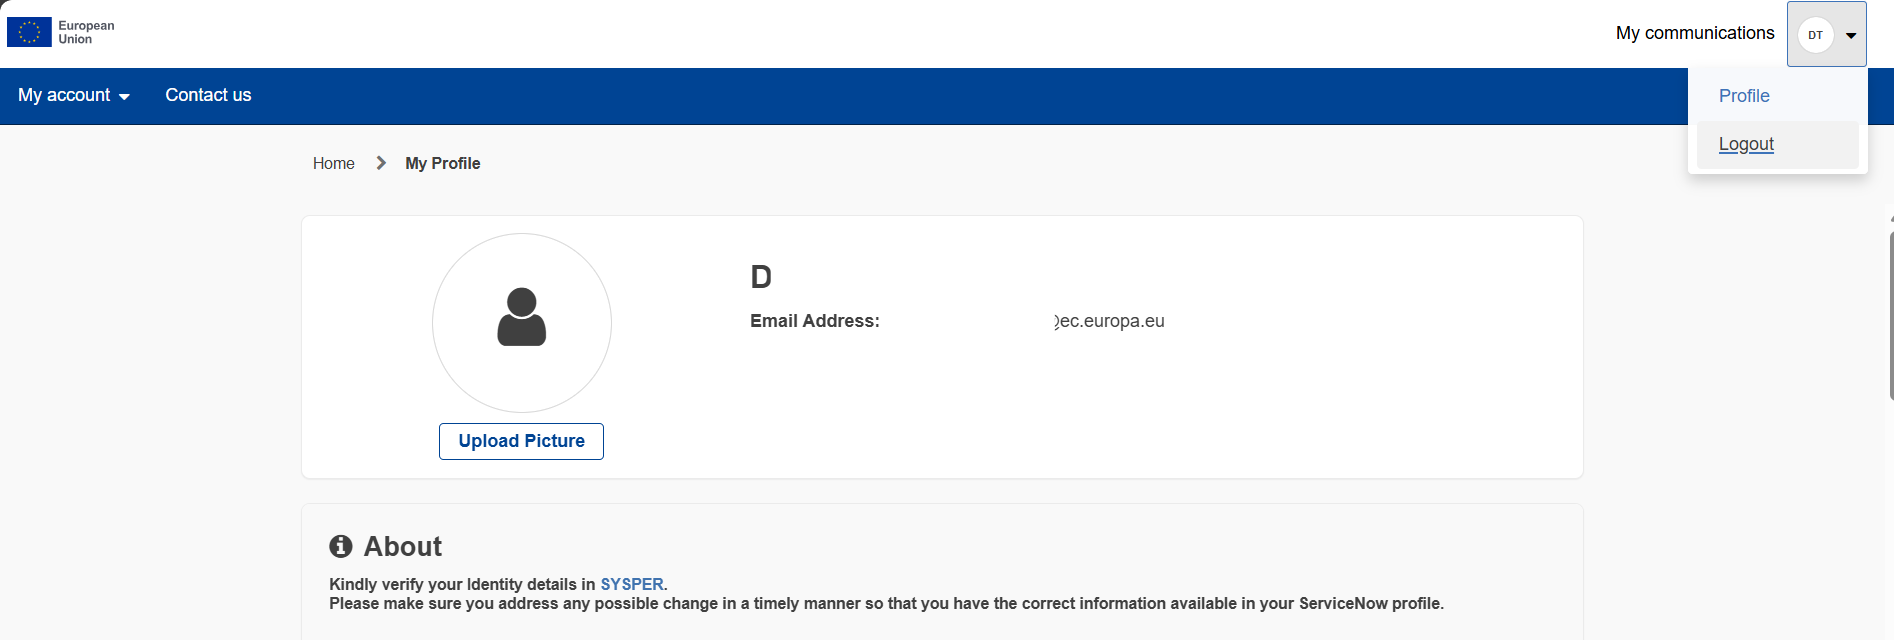 European
Union
My communications
DT
My account
Contact us
Profile
Logout
Home
My Profile
D
Email Address:
@ec.europa.eu
Upload Picture
About
Kindly verify your Identity details in SYSPER.
Please make sure you address any possible change in a timely manner so that you have the correct information available in your ServiceNow profile.